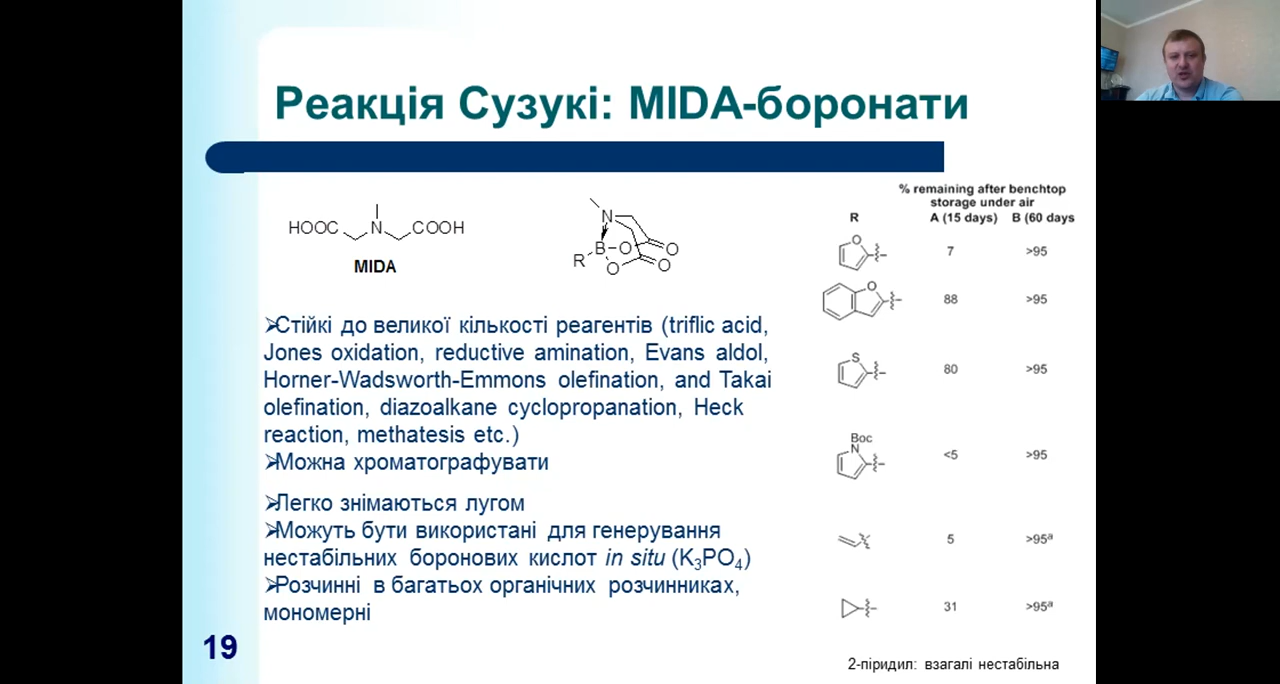 Реакція Сузукі: MIDA-боронати
HOOC N COOH
MIDA
N
B O O
R O O
➢Стійкі до великої кількості реагентів (triflic acid,
Jones oxidation, reductive amination, Evans aldol,
Horner-Wadsworth-Emmons olefination, and Takai
olefination, diazoalkane cyclopropanation, Heck
reaction, methatesis etc.)
➢Можна хроматографувати
➢Легко знімаються лугом
➢Можуть бути використані для генерування
нестабільних боронових кислот in situ (K₃PO₄)
➢Розчинні в багатьох органічних розчинниках,
мономерні
19
% remaining after benchtop
storage under air
R A (15 days) B (60 days
O 7 >95
O 88 >95
S 80 >95
Boc
N <5 >95
5 >95ª
31 >95ª
2-піридил: взагалі нестабільна